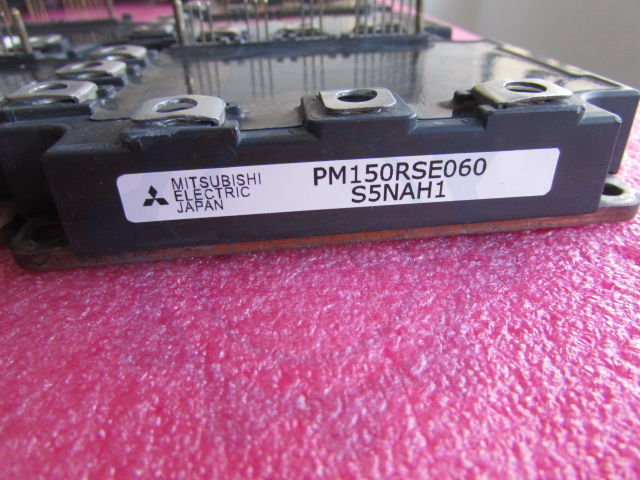 MITSUBISHI
ELECTRIC
JAPAN
PM150RSE060
S5NAH1